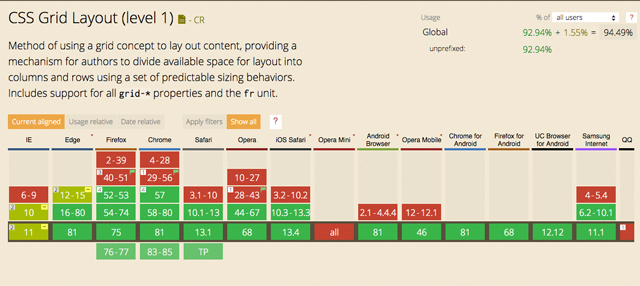 CSS Grid Layout (level 1) - CR
Usage % of all users ?
Global 92.94% + 1.55% = 94.49%
unprefixed: 92.94%
Method of using a grid concept to lay out content, providing a
mechanism for authors to divide available space for layout into
columns and rows using a set of predictable sizing behaviors.
Includes support for all grid-* properties and the fr unit.
Current aligned Usage relative Date relative Apply filters Show all ?
IE Edge Firefox Chrome Safari Opera iOS Safari Opera Mini Android Browser Opera Mobile Chrome for Android Firefox for Android UC Browser for Android Samsung Internet QQ
2-39 4-28
40-51 29-56 10-27
6-9 12-15 52-53 57 3.1-10 28-43 3.2-10.2 4-5.4
10 16-80 54-74 58-80 10.1-13 44-67 10.3-13.3 2.1-4.4.4 12-12.1 6.2-10.1
11 81 75 81 13.1 68 13.4 all 81 46 81 68 12.12 11.1
76-77 83-85 TP